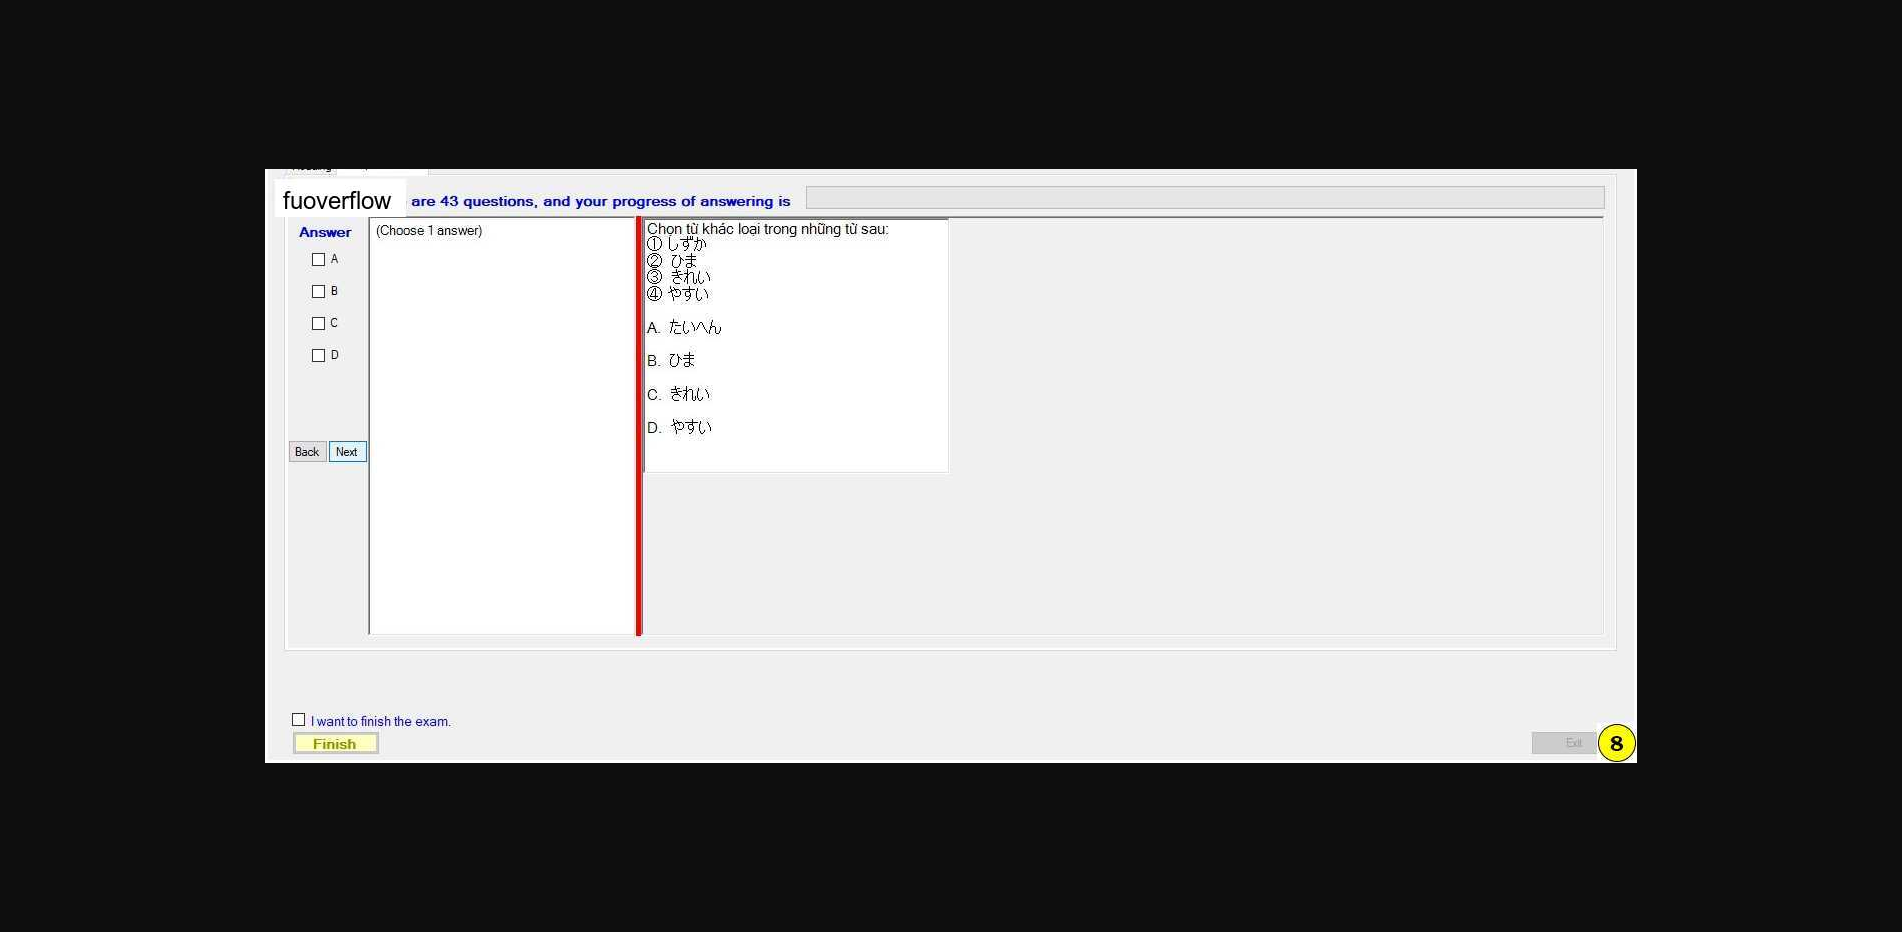 fuoverflow are 43 questions, and your progress of answering is
Answer
(Choose 1 answer)
A
B
C
D
Back Next
Chọn từ khác loại trong những từ sau:
① しずか
② ひま
③ きれい
④ やすい
A. たいへん
B. ひま
C. きれい
D. やすい
I want to finish the exam.
Finish
Exit
8